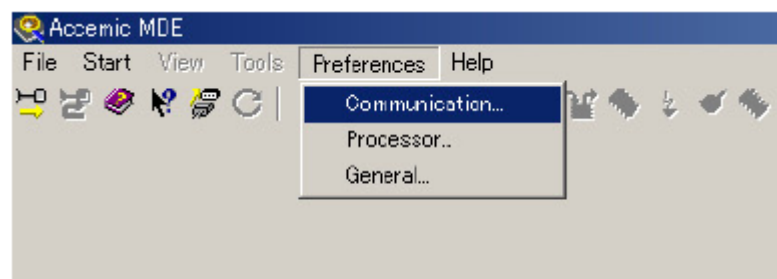 Accemic MDE
File Start View Tools Preferences Help
Communication...
Processor..
General...